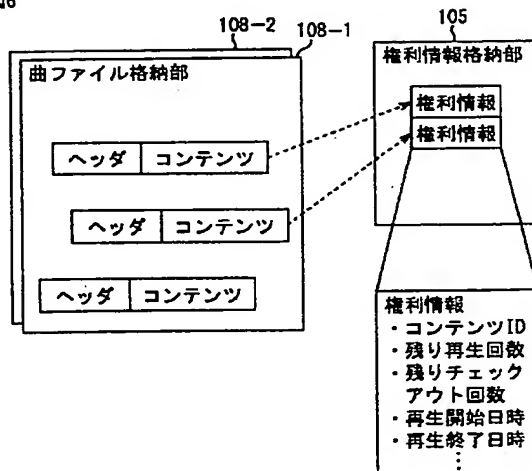 108-2
108-1
曲ファイル格納部
ヘッダ コンテンツ
ヘッダ コンテンツ
ヘッダ コンテンツ
105
権利情報格納部
権利情報
権利情報
権利情報
・コンテンツID
・残り再生回数
・残りチェック
アウト回数
・再生開始日時
・再生終了日時
⋮